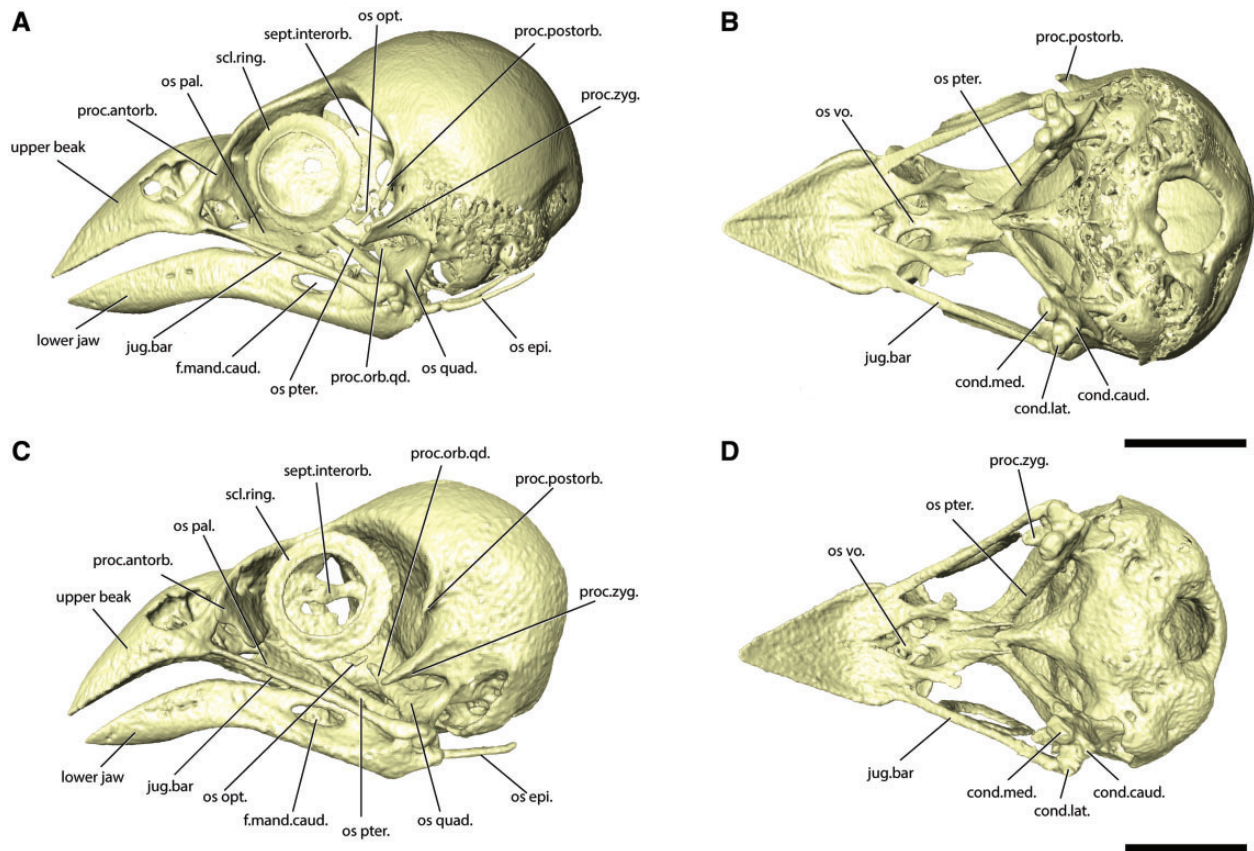 A
os opt.
sept.interorb.
proc.postorb.
scl.ring.
os pal.
proc.zyg.
proc.antorb.
upper beak
lower jaw
jug.bar
f.mand.caud.
os pter.
proc.orb.qd.
os quad.
os epi.
B
proc.postorb.
os pter.
os vo.
jug.bar
cond.med.
cond.lat.
cond.caud.
C
proc.orb.qd.
sept.interorb.
proc.postorb.
scl.ring.
os pal.
proc.antorb.
proc.zyg.
upper beak
lower jaw
jug.bar
os opt.
f.mand.caud.
os pter.
os quad.
os epi.
D
proc.zyg.
os pter.
os vo.
jug.bar
cond.med.
cond.lat.
cond.caud.